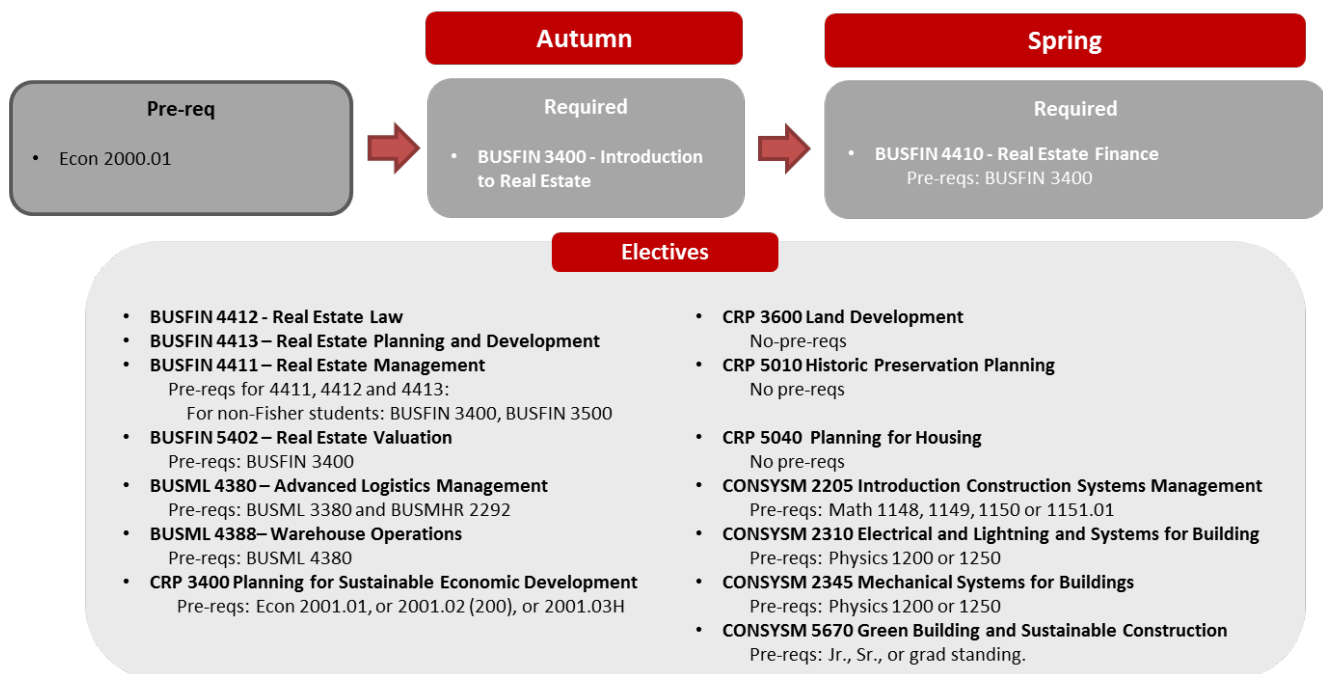 Autumn
Spring
Pre-req
• Econ 2000.01
Required
• BUSFIN 3400 - Introduction
to Real Estate
Required
• BUSFIN 4410 - Real Estate Finance
Pre-reqs: BUSFIN 3400
Electives
• BUSFIN 4412 - Real Estate Law
• BUSFIN 4413 – Real Estate Planning and Development
• BUSFIN 4411 – Real Estate Management
Pre-reqs for 4411, 4412 and 4413:
For non-Fisher students: BUSFIN 3400, BUSFIN 3500
• BUSFIN 5402 – Real Estate Valuation
Pre-reqs: BUSFIN 3400
• BUSML 4380 – Advanced Logistics Management
Pre-reqs: BUSML 3380 and BUSMHR 2292
• BUSML 4388– Warehouse Operations
Pre-reqs: BUSML 4380
• CRP 3400 Planning for Sustainable Economic Development
Pre-reqs: Econ 2001.01, or 2001.02 (200), or 2001.03H
• CRP 3600 Land Development
No-pre-reqs
• CRP 5010 Historic Preservation Planning
No pre-reqs
• CRP 5040 Planning for Housing
No pre-reqs
• CONSYSM 2205 Introduction Construction Systems Management
Pre-reqs: Math 1148, 1149, 1150 or 1151.01
• CONSYSM 2310 Electrical and Lightning and Systems for Building
Pre-reqs: Physics 1200 or 1250
• CONSYSM 2345 Mechanical Systems for Buildings
Pre-reqs: Physics 1200 or 1250
• CONSYSM 5670 Green Building and Sustainable Construction
Pre-reqs: Jr., Sr., or grad standing.